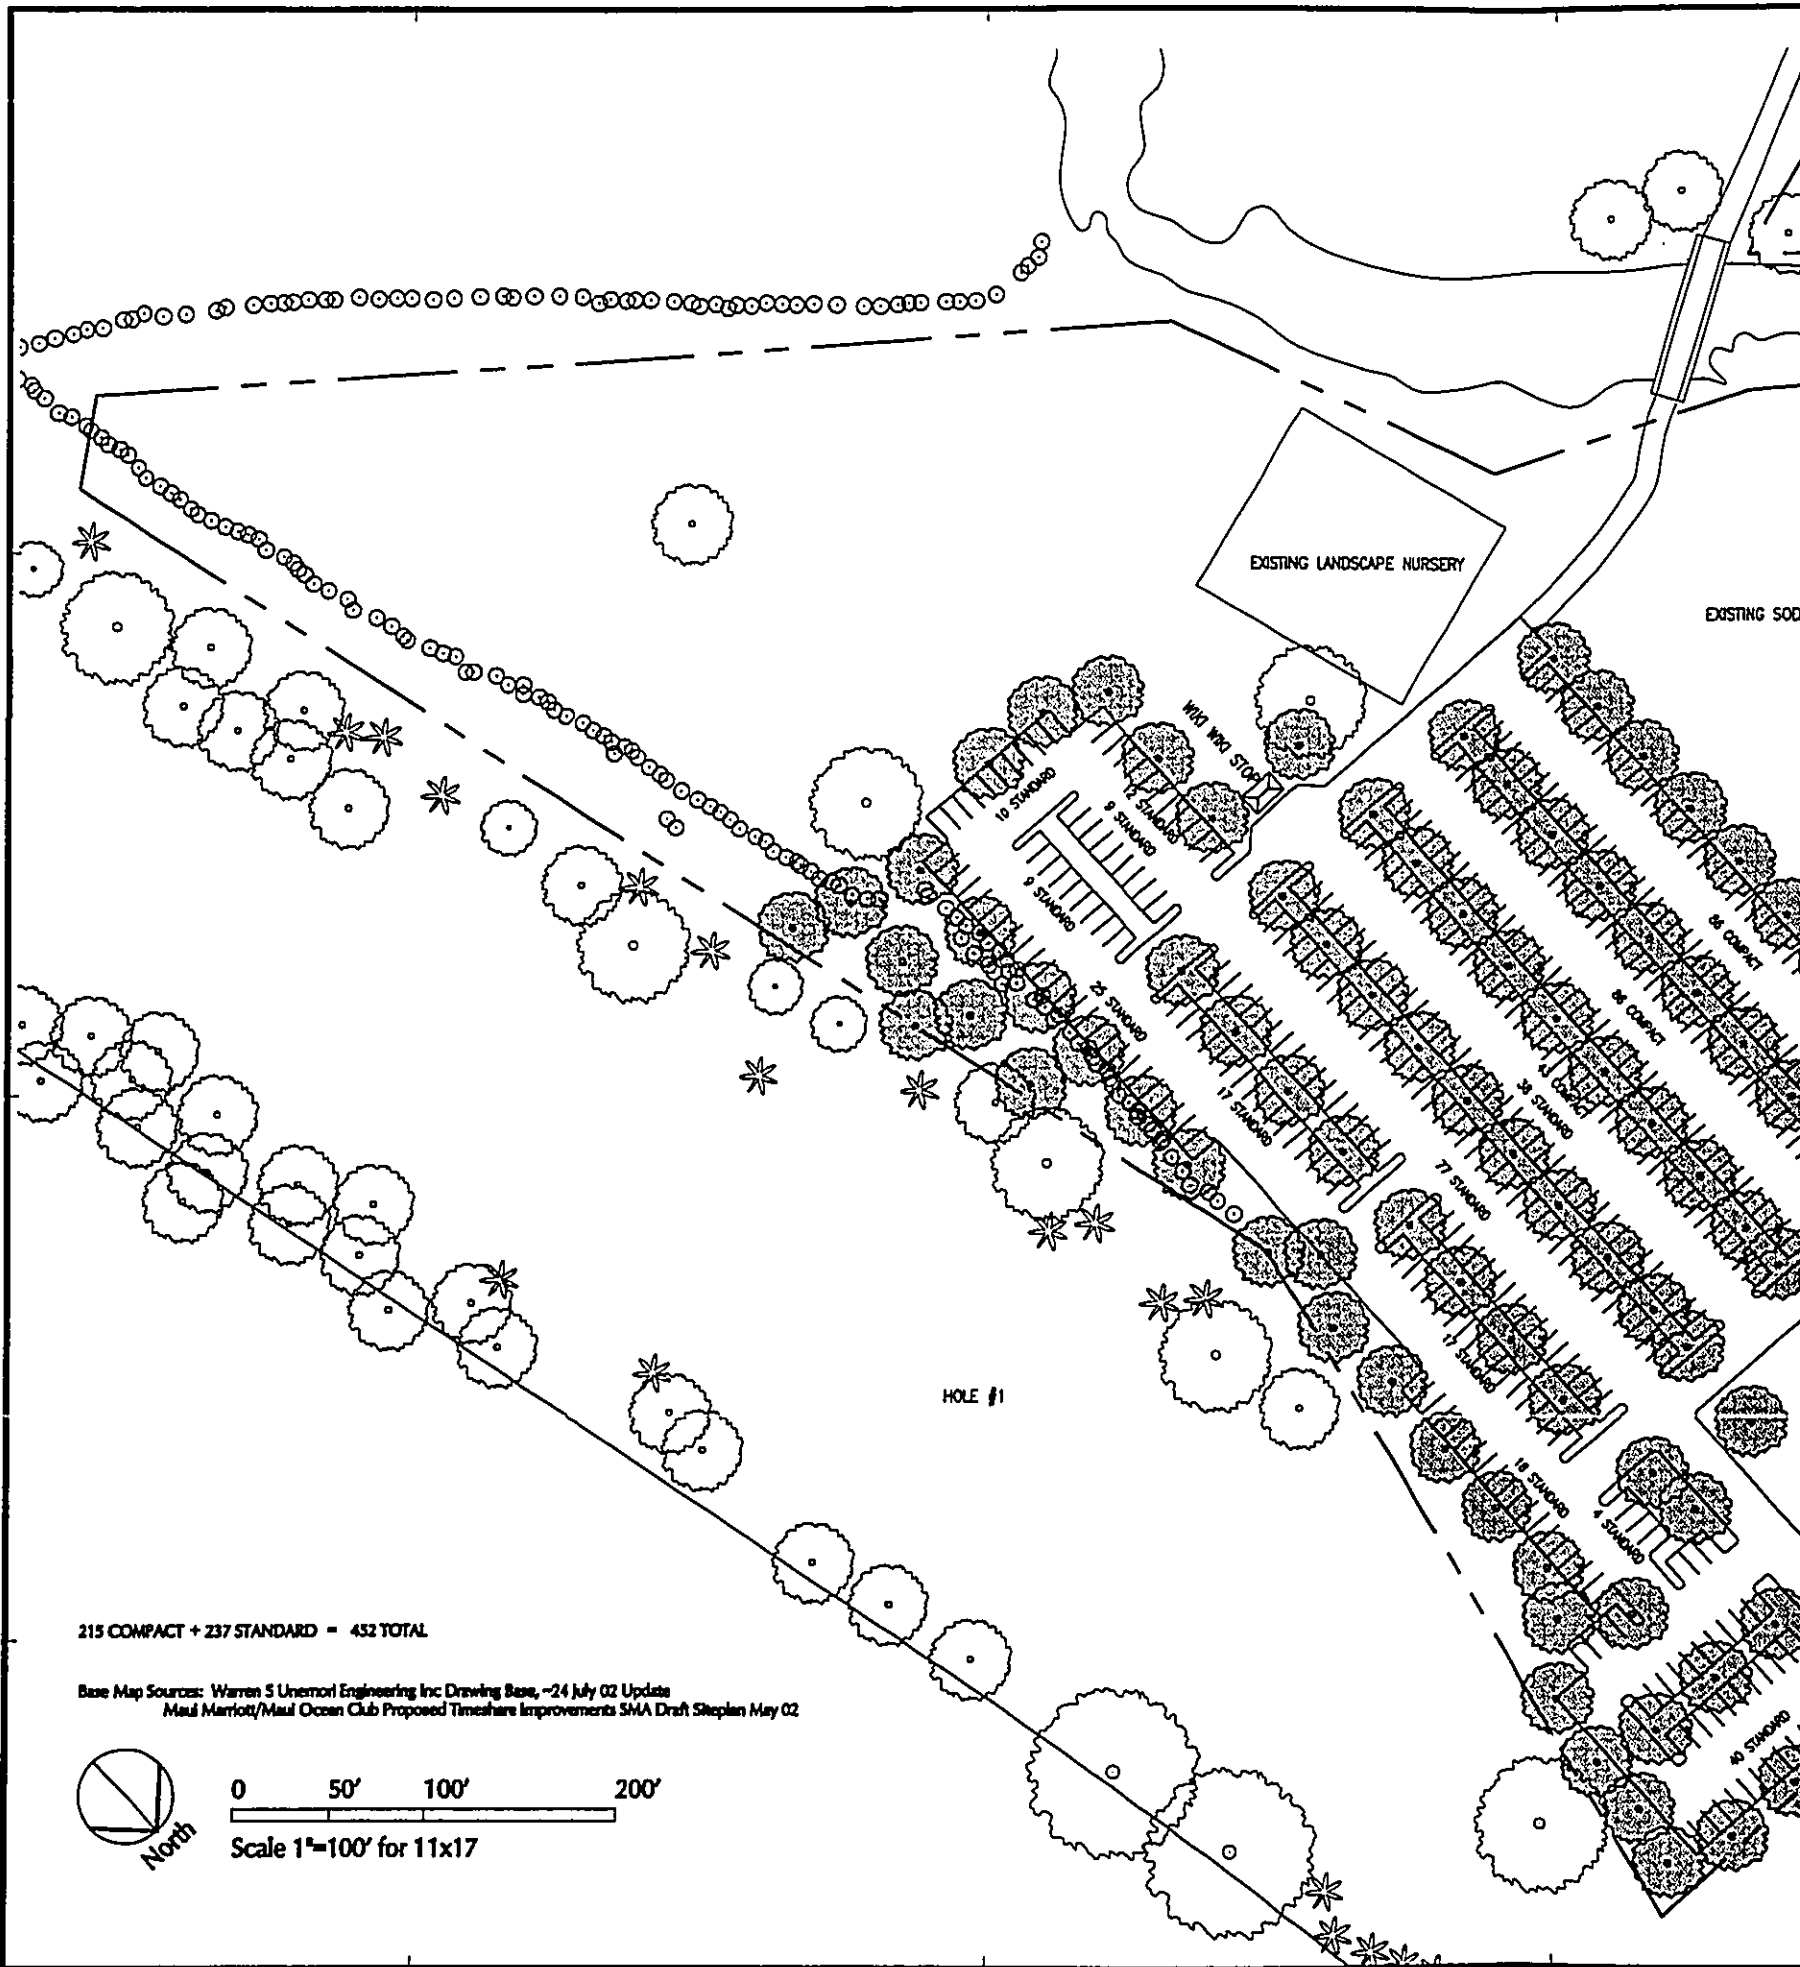 EXISTING LANDSCAPE NURSERY
EXISTING SOD
WIKI WIKI STOP
10 STANDARD
12 STANDARD
9 STANDARD
9 STANDARD
86 COMPACT
86 COMPACT
COMPACT
38 STANDARD
25 STANDARD
17 STANDARD
77 STANDARD
17 STANDARD
HOLE #1
18 STANDARD
4 STANDARD
40 STANDARD
215 COMPACT + 237 STANDARD = 452 TOTAL
Base Map Sources: Warren S Unemori Engineering Inc Drawing Base, ~24 July 02 Update
Maui Marriott/Maui Ocean Club Proposed Timeshare Improvements SMA Draft Siteplan May 02
0 50' 100' 200'
North
Scale 1"=100' for 11x17